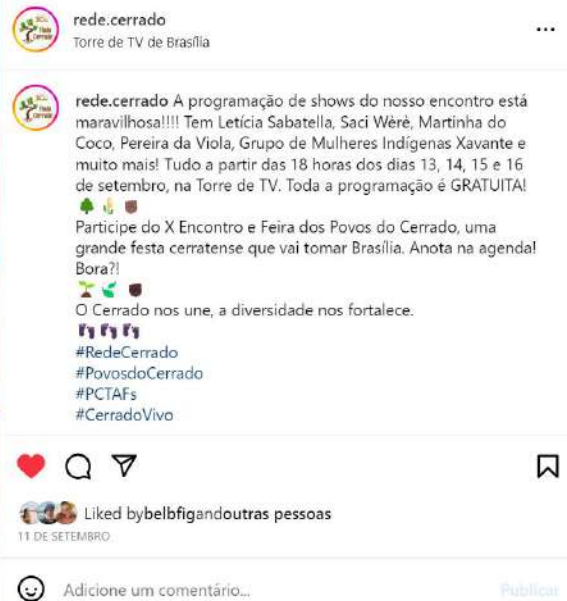 rede.cerrado
Torre de TV de Brasília
rede.cerrado A programação de shows do nosso encontro está
maravilhosa!!!! Tem Letícia Sabatella, Saci Wèrè, Martinha do
Coco, Pereira da Viola, Grupo de Mulheres Indígenas Xavante e
muito mais! Tudo a partir das 18 horas dos dias 13, 14, 15 e 16
de setembro, na Torre de TV. Toda a programação é GRATUITA!
🌳🌽✊🏿
Participe do X Encontro e Feira dos Povos do Cerrado, uma
grande festa cerratense que vai tomar Brasília. Anota na agenda!
Bora?!
🌱🌿✊🏿
O Cerrado nos une, a diversidade nos fortalece.
👣👣👣
#RedeCerrado
#PovosdoCerrado
#PCTAFs
#CerradoVivo
Liked bybelbfigandoutras pessoas
11 DE SETEMBRO
Adicione um comentário...
Publicar